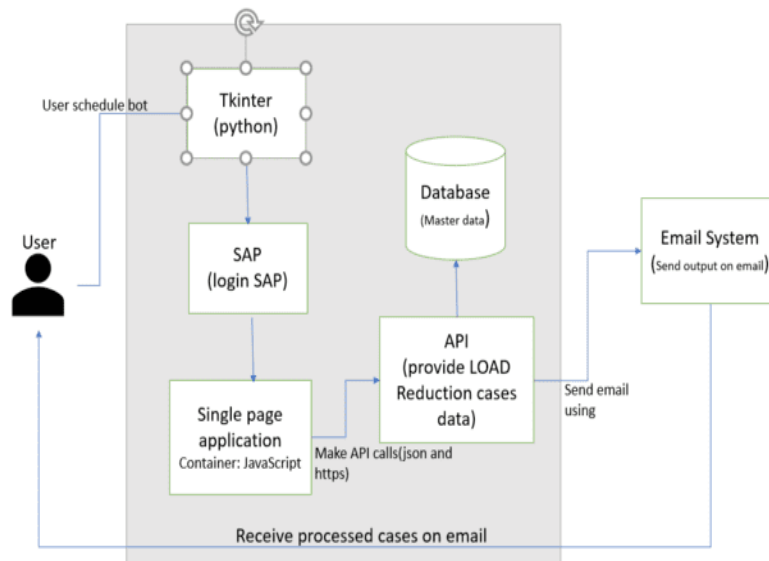 User schedule bot
Tkinter
(python)
User
SAP
(login SAP)
Single page
application
Container: JavaScript
Make API calls(json and
https)
Database
(Master data)
API
(provide LOAD
Reduction cases
data)
Send email
using
Email System
(Send output on email)
Receive processed cases on email